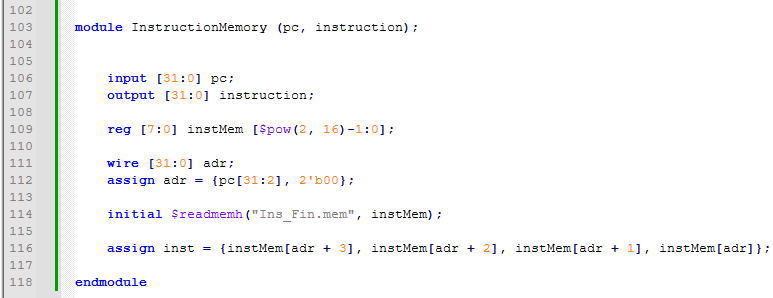 102
103 module InstructionMemory (pc, instruction);
104
105
106 input [31:0] pc;
107 output [31:0] instruction;
108
109 reg [7:0] instMem [$pow(2, 16)-1:0];
110
111 wire [31:0] adr;
112 assign adr = {pc[31:2], 2'b00};
113
114 initial $readmemh("Ins_Fin.mem", instMem);
115
116 assign inst = {instMem[adr + 3], instMem[adr + 2], instMem[adr + 1], instMem[adr]};
117
118 endmodule